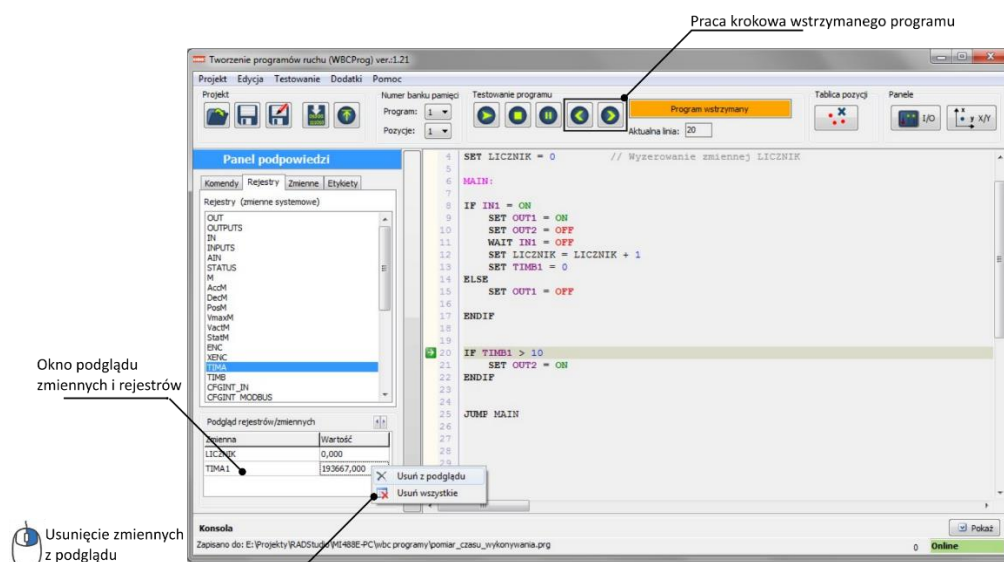 Praca krokowa wstrzymanego programu
Tworzenie programów ruchu (WBCProg) ver.:1.21
Projekt Edycja Testowanie Dodatki Pomoc
Projekt
Numer banku pamięci
Testowanie programu
Tablica pozycji
Panele
Program: 1
Program wstrzymany
I/O
X/Y
Pozycje: 1
Aktualna linia: 20
Panel podpowiedzi
Komendy Rejestry Zmienne Etykiety
Rejestry (zmienne systemowe)
OUT
OUTPUTS
IN
INPUTS
AIN
STATUS
M
AccM
DecM
PosM
VmaxM
VactM
StatM
ENC
XENC
TIMA
TIMB
CFGINT_IN
CFGINT MODBUS
Podgląd rejestrów/zmiennych
Zmienna Wartość
LICZNIK 0,000
TIMA1 193667,000
4 SET LICZNIK = 0 // Wyzerowanie zmiennej LICZNIK
5
6 MAIN:
7
8 IF IN1 = ON
9 SET OUT1 = ON
10 SET OUT2 = OFF
11 WAIT IN1 = OFF
12 SET LICZNIK = LICZNIK + 1
13 SET TIMB1 = 0
14 ELSE
15 SET OUT1 = OFF
16
17 ENDIF
18
19
20 IF TIMB1 > 10
21 SET OUT2 = ON
22 ENDIF
23
24
25 JUMP MAIN
26
27
28
29
Usuń z podglądu
Usuń wszystkie
Okno podglądu
zmiennych i rejestrów
Usunięcie zmiennych
z podglądu
Konsola
Pokaż
Zapisano do: E:\Projekty\RADStudio\MI488E-PC\wbc programy\pomiar_czasu_wykonywania.prg
0 Online